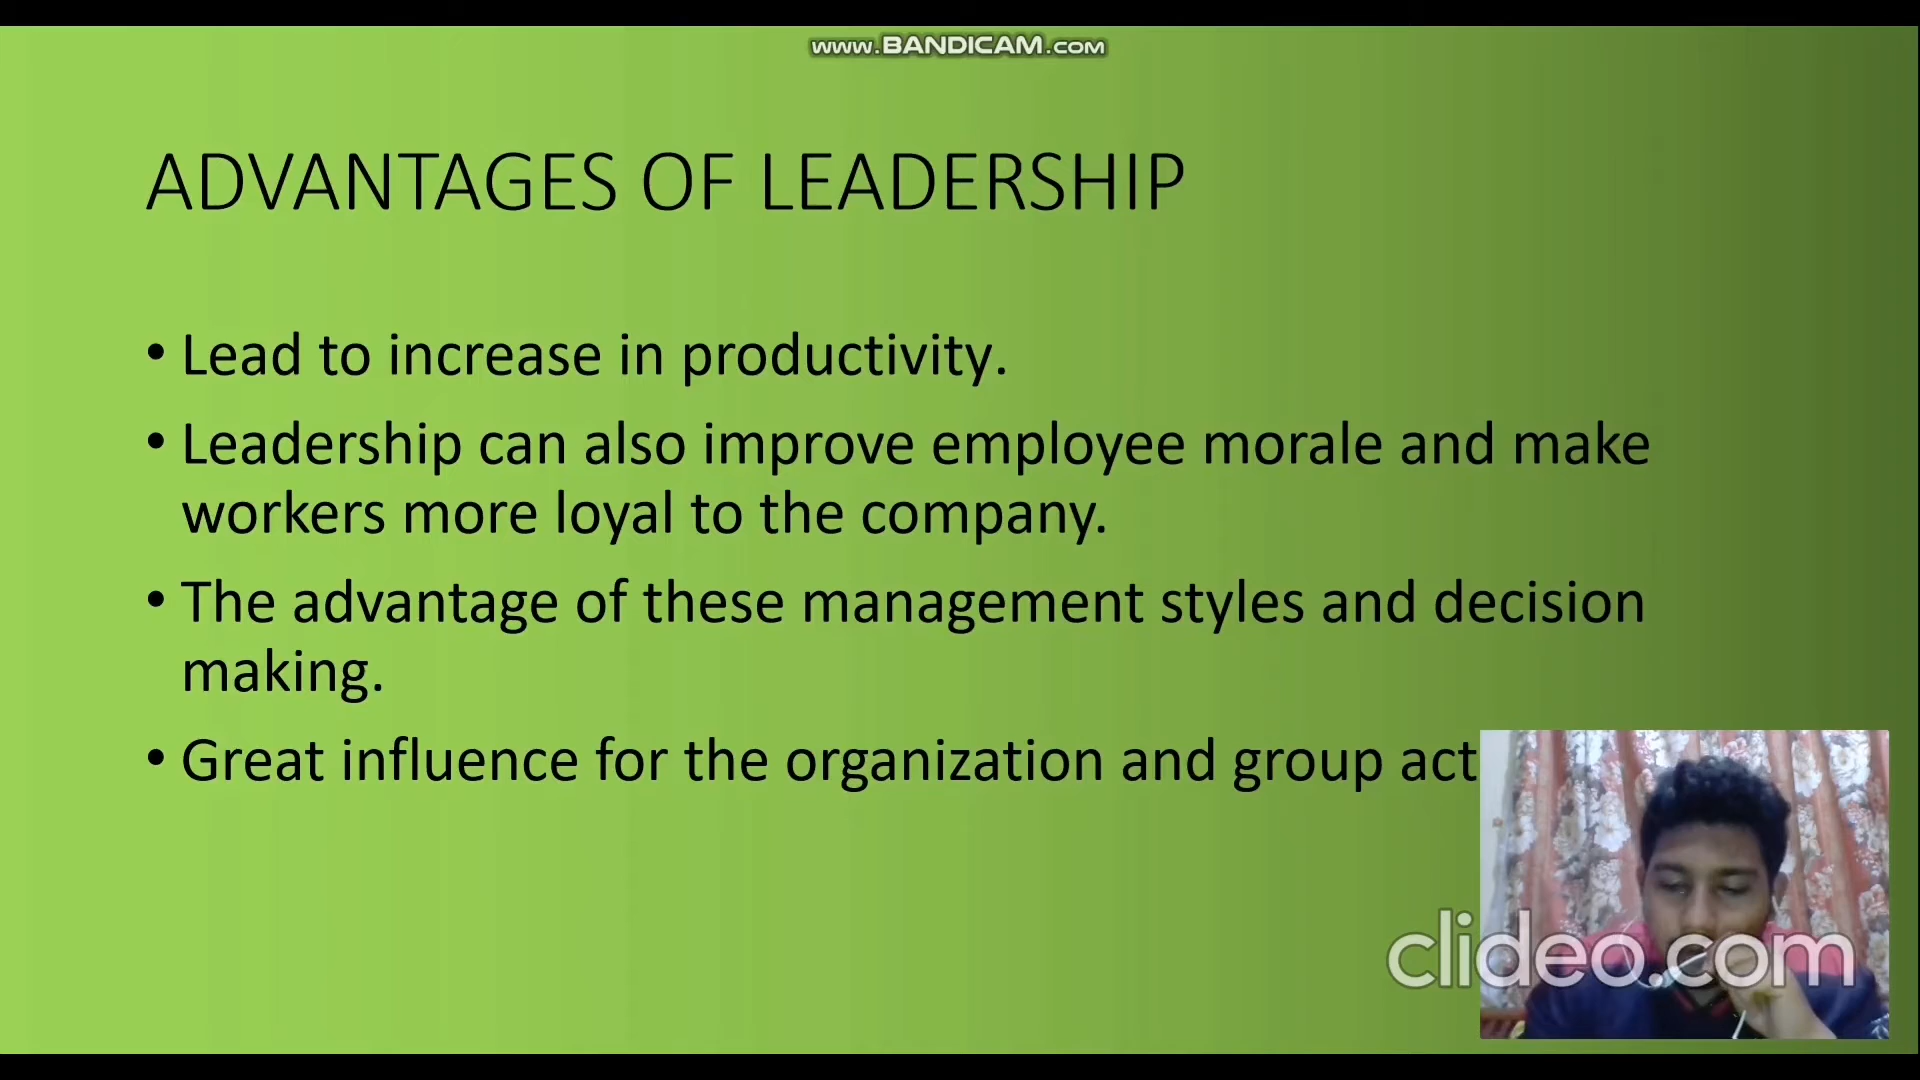 www.BANDICAM.com
ADVANTAGES OF LEADERSHIP
• Lead to increase in productivity.
• Leadership can also improve employee morale and make
workers more loyal to the company.
• The advantage of these management styles and decision
making.
• Great influence for the organization and group act
clideo.com